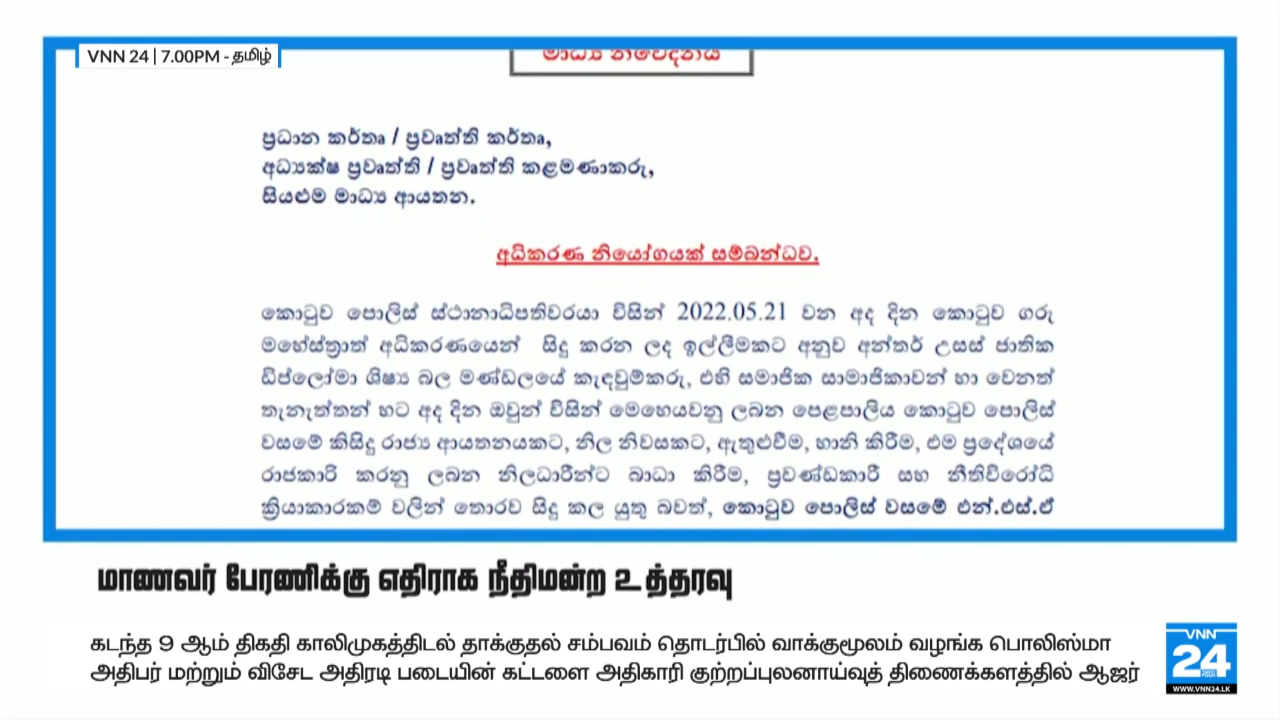 VNN 24 | 7.00PM - தமிழ்
මාධ්‍ය නිවේදනය
ප්‍රධාන කර්තෘ / ප්‍රවෘත්ති කර්තෘ,
අධ්‍යක්ෂ ප්‍රවෘත්ති / ප්‍රවෘත්ති කළමණාකරු,
සියළුම මාධ්‍ය ආයතන.
අධිකරණ නියෝගයක් සම්බන්ධව.
කොටුව පොලිස් ස්ථානාධිපතිවරයා විසින් 2022.05.21 වන අද දින කොටුව ගරු
මහේස්ත්‍රාත් අධිකරණයෙන් සිදු කරන ලද ඉල්ලීමකට අනුව අන්තර් උසස් ජාතික
ඩිප්ලෝමා ශිෂ්‍ය බල මණ්ඩලයේ කැඳවුම්කරු, එහි සමාජික සාමාජිකාවන් හා වෙනත්
තැනැත්තන් හට අද දින ඔවුන් විසින් මෙහෙයවනු ලබන පෙළපාලිය කොටුව පොලිස්
වසමේ කිසිදු රාජ්‍ය ආයතනයකට, නිල නිවසකට, ඇතුළුවීම, හානි කිරීම, එම ප්‍රදේශයේ
රාජකාරි කරනු ලබන නිලධාරීන්ට බාධා කිරීම, ප්‍රචණ්ඩකාරී සහ නීතිවිරෝධී
ක්‍රියාකාරකම් වලින් තොරව සිදු කල යුතු බවත්, කොටුව පොලිස් වසමේ එන්.එස්.ඒ
மாணவர் பேரணிக்கு எதிராக நீதிமன்ற உத்தரவு
கடந்த 9 ஆம் திகதி காலிமுகத்திடல் தாக்குதல் சம்பவம் தொடர்பில் வாக்குமூலம் வழங்க பொலிஸ்மா
அதிபர் மற்றும் விசேட அதிரடி படையின் கட்டளை அதிகாரி குற்றப்புலனாய்வுத் திணைக்களத்தில் ஆஜர்
VNN
24
WWW.VNN24.LK